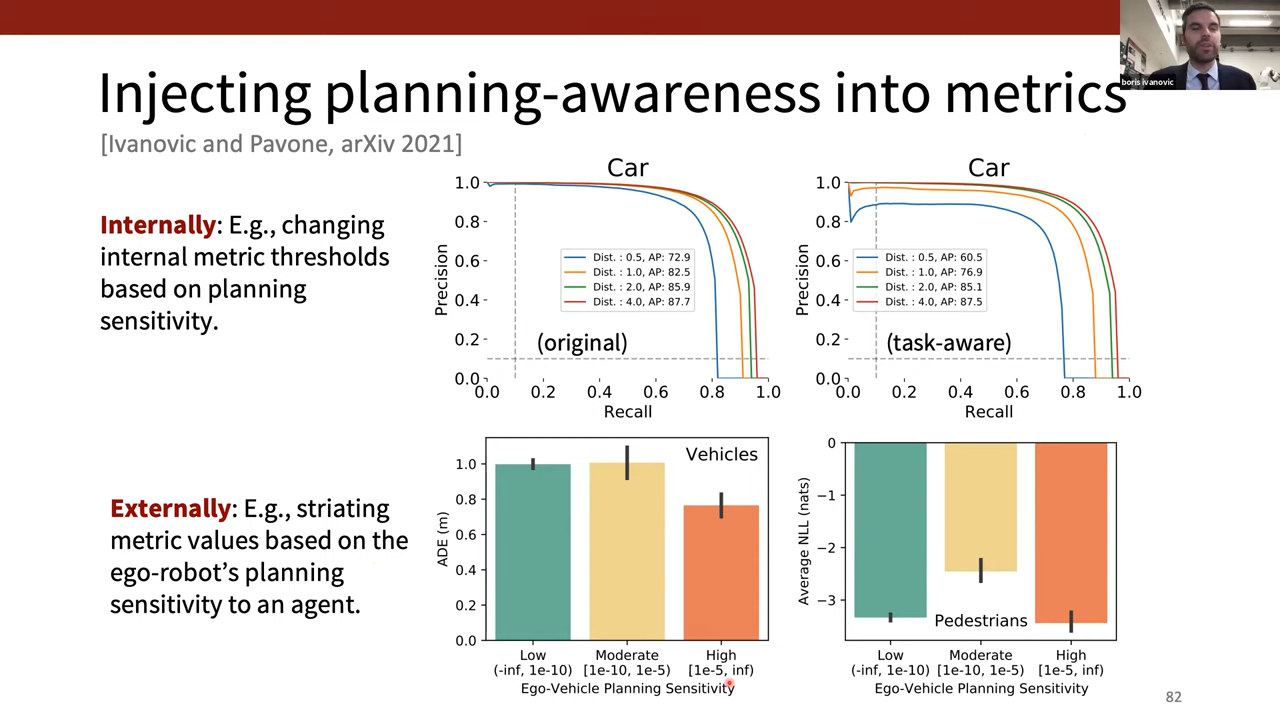 boris ivanovic
Injecting planning-awareness into metrics
[Ivanovic and Pavone, arXiv 2021]
Internally: E.g., changing
internal metric thresholds
based on planning
sensitivity.
Car
Precision
1.0
0.8
0.6
0.4
0.2
0.0
Dist. : 0.5, AP: 72.9
Dist. : 1.0, AP: 82.5
Dist. : 2.0, AP: 85.9
Dist. : 4.0, AP: 87.7
(original)
0.0 0.2 0.4 0.6 0.8 1.0
Recall
Car
Precision
1.0
0.8
0.6
0.4
0.2
0.0
Dist. : 0.5, AP: 60.5
Dist. : 1.0, AP: 76.9
Dist. : 2.0, AP: 85.1
Dist. : 4.0, AP: 87.5
(task-aware)
0.0 0.2 0.4 0.6 0.8 1.0
Recall
Externally: E.g., striating
metric values based on the
ego-robot’s planning
sensitivity to an agent.
Vehicles
ADE (m)
1.0
0.8
0.6
0.4
0.2
0.0
Low Moderate High
(-inf, 1e-10) [1e-10, 1e-5) [1e-5, inf)
Ego-Vehicle Planning Sensitivity
Average NLL (nats)
0
−1
−2
−3
Pedestrians
Low Moderate High
(-inf, 1e-10) [1e-10, 1e-5) [1e-5, inf)
Ego-Vehicle Planning Sensitivity
82